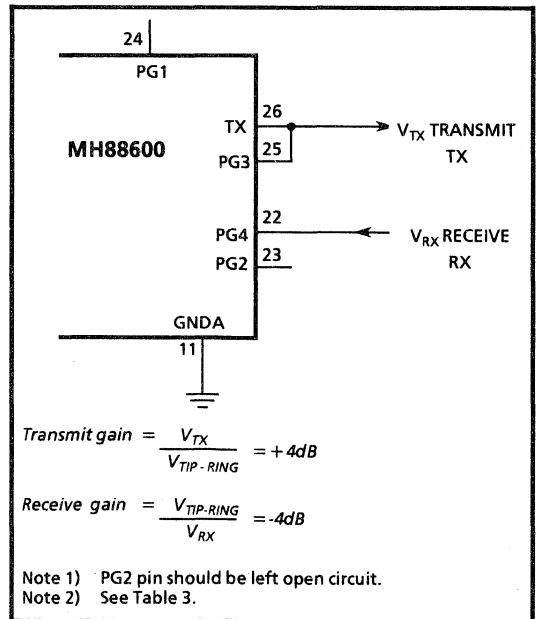 24
PG1
26
TX
V_TX TRANSMIT
TX
25
PG3
MH88600
22
PG4
V_RX RECEIVE
RX
23
PG2
GNDA
11
Transmit gain = V_TX / V_TIP-RING = +4dB
Receive gain = V_TIP-RING / V_RX = -4dB
Note 1) PG2 pin should be left open circuit.
Note 2) See Table 3.